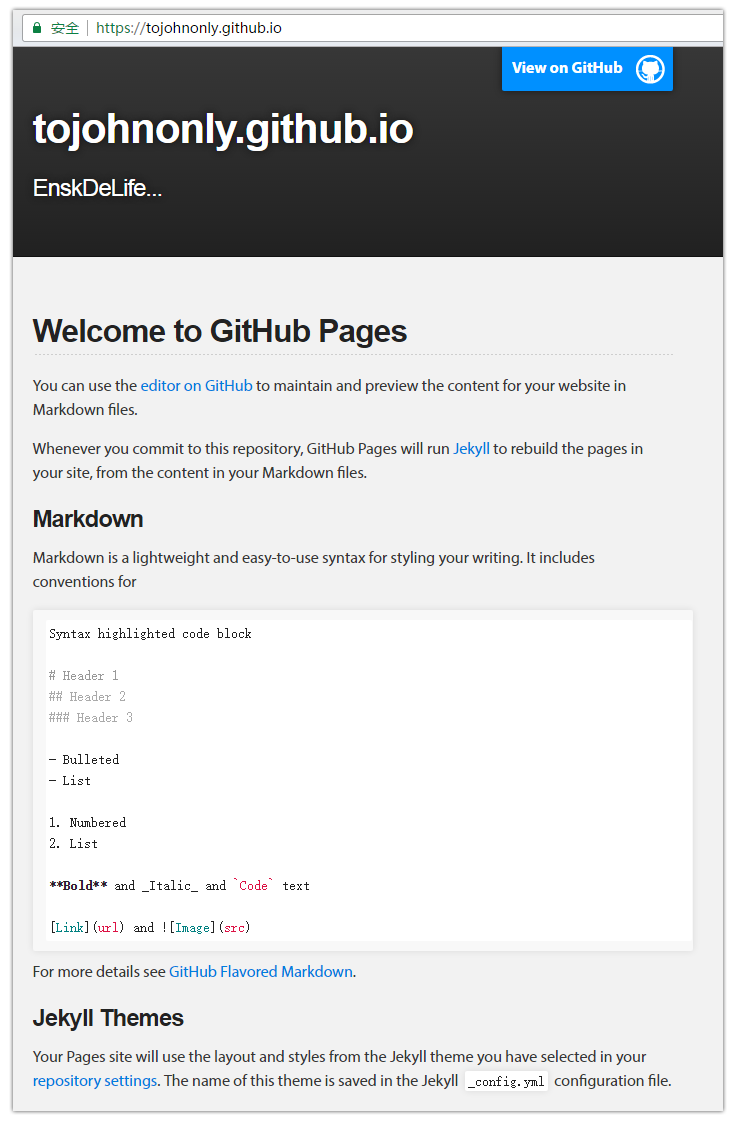 安全 https://tojohnonly.github.io
View on GitHub
tojohnonly.github.io
EnskDeLife...
Welcome to GitHub Pages
You can use the editor on GitHub to maintain and preview the content for your website in
Markdown files.
Whenever you commit to this repository, GitHub Pages will run Jekyll to rebuild the pages in
your site, from the content in your Markdown files.
Markdown
Markdown is a lightweight and easy-to-use syntax for styling your writing. It includes
conventions for
Syntax highlighted code block
# Header 1
## Header 2
### Header 3
- Bulleted
- List
1. Numbered
2. List
**Bold** and _Italic_ and `Code` text
[Link](url) and ![Image](src)
For more details see GitHub Flavored Markdown.
Jekyll Themes
Your Pages site will use the layout and styles from the Jekyll theme you have selected in your
repository settings. The name of this theme is saved in the Jekyll _config.yml configuration file.